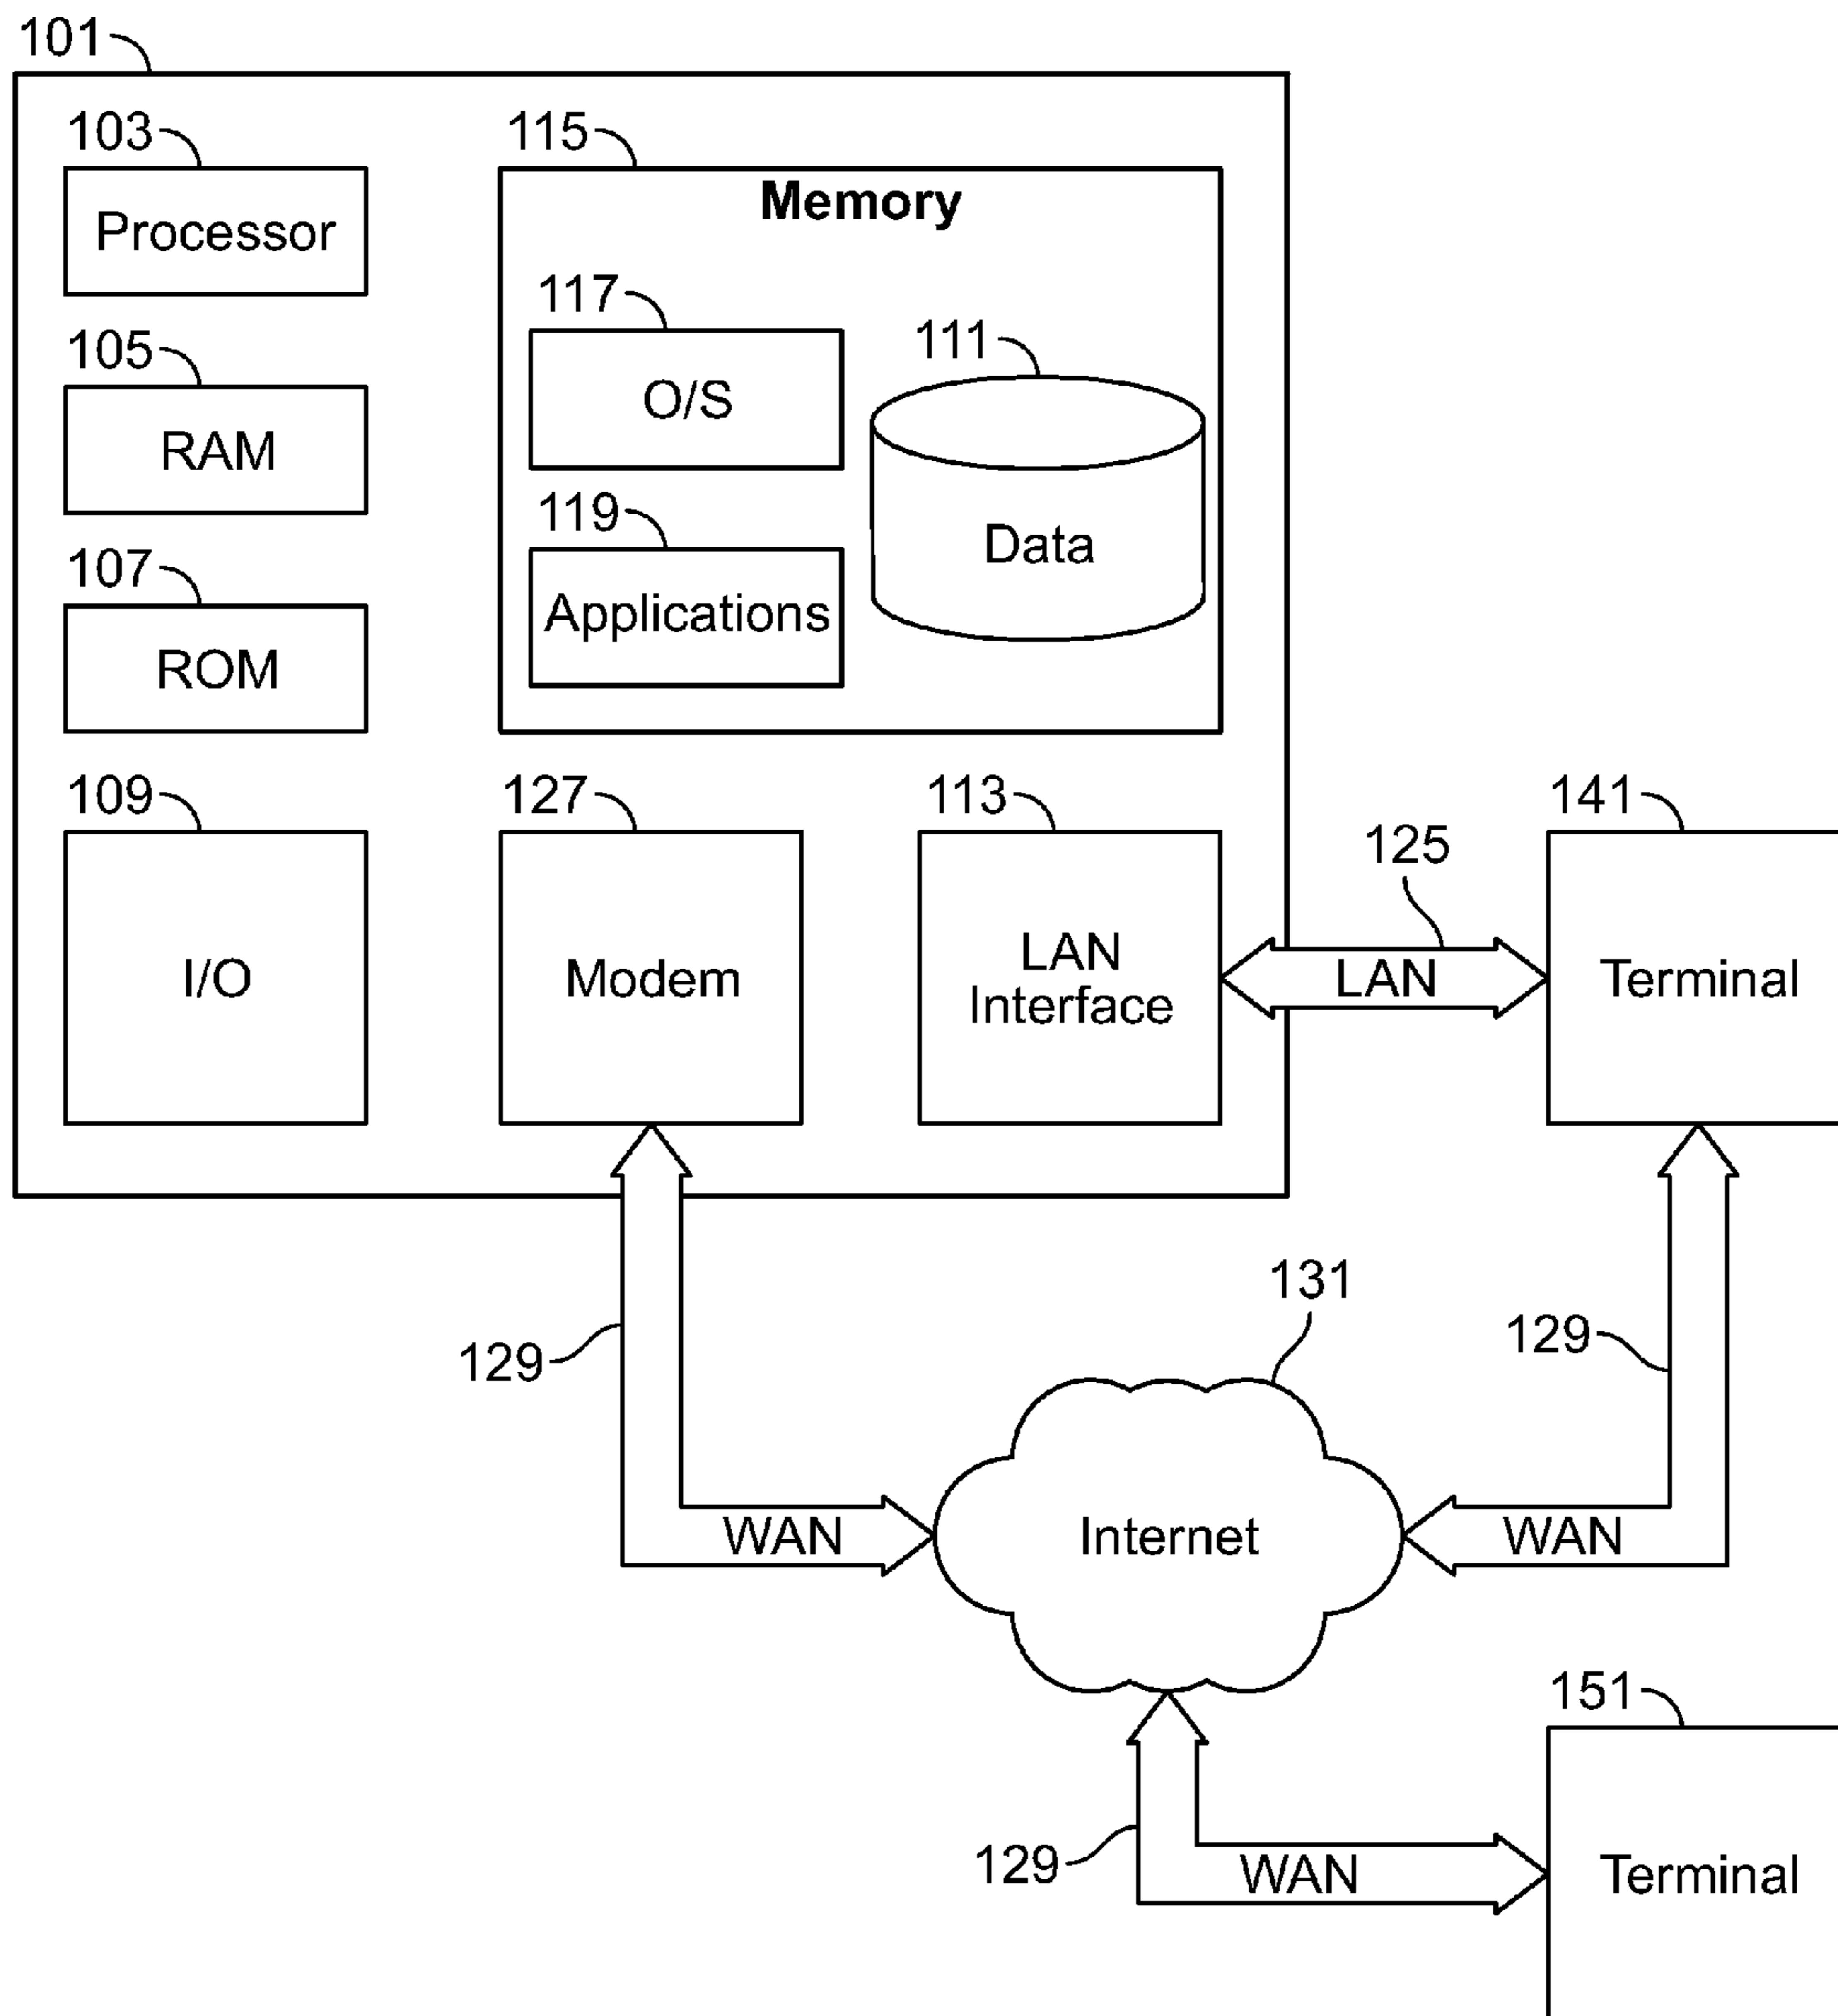 101
103
115
Processor
Memory
117
111
105
O/S
RAM
119
Data
107
Applications
ROM
109
127
113
141
125
I/O
Modem
LAN
Interface
LAN
Terminal
131
129
129
WAN
Internet
WAN
151
129
WAN
Terminal